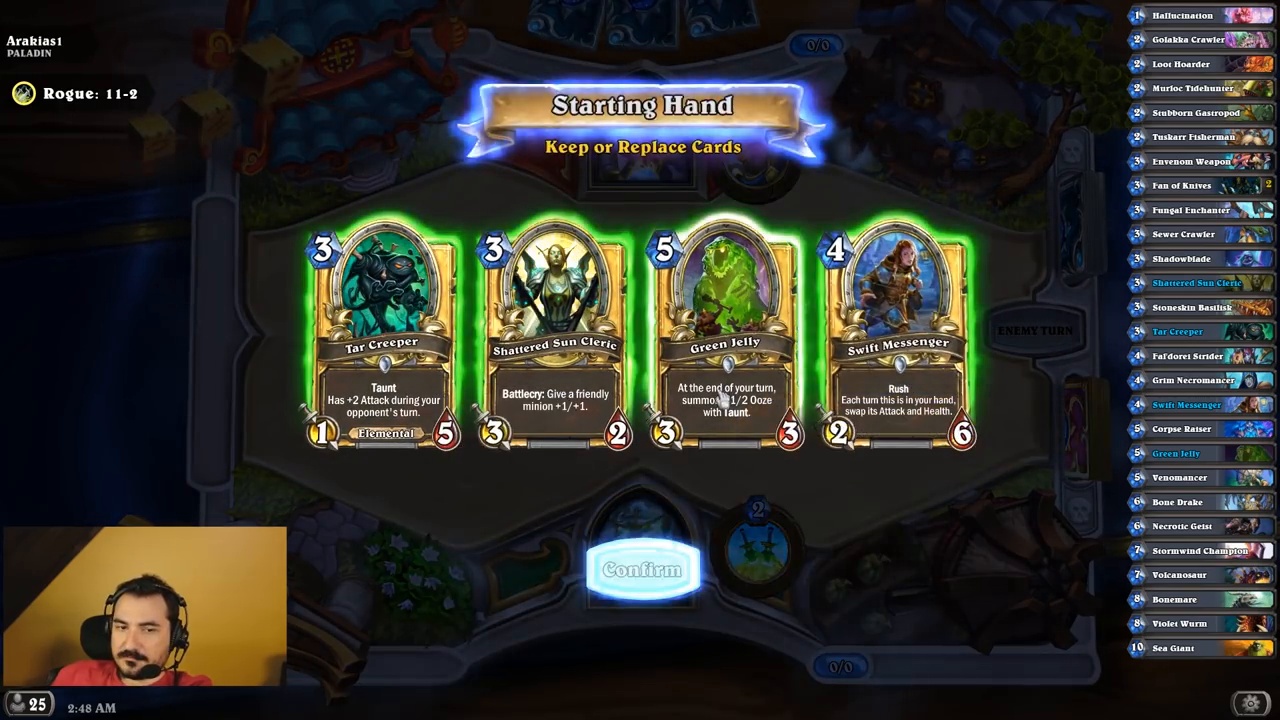 Arakias1
PALADIN
Rogue: 11-2
0/0
Starting Hand
Keep or Replace Cards
3
Tar Creeper
Taunt
Has +2 Attack during your
opponent's turn.
Elemental
1
5
3
Shattered Sun Cleric
Battlecry: Give a friendly
minion +1/+1.
3
2
5
Green Jelly
At the end of your turn,
1/2 Ooze
with Taunt.
3
3
4
Swift Messenger
Rush
Each turn this is in your hand,
swap its Attack and Health.
2
6
ENEMY TURN
Confirm
2
0/0
25
2:48 AM
1 Hallucination
2 Golakka Crawler
2 Loot Hoarder
2 Murloc Tidehunter
2 Stubborn Gastropod
2 Tuskarr Fisherman
3 Envenom Weapon
3 Fan of Knives 2
3 Fungal Enchanter
3 Sewer Crawler
3 Shadowblade
3 Shattered Sun Cleric
3 Stoneskin Basilisk
3 Tar Creeper
4 Fal'dorei Strider
4 Grim Necromancer
4 Swift Messenger
5 Corpse Raiser
5 Green Jelly
5 Venomancer
6 Bone Drake
6 Necrotic Geist
7 Stormwind Champion
7 Volcanosaur
8 Bonemare
8 Violet Wurm
10 Sea Giant